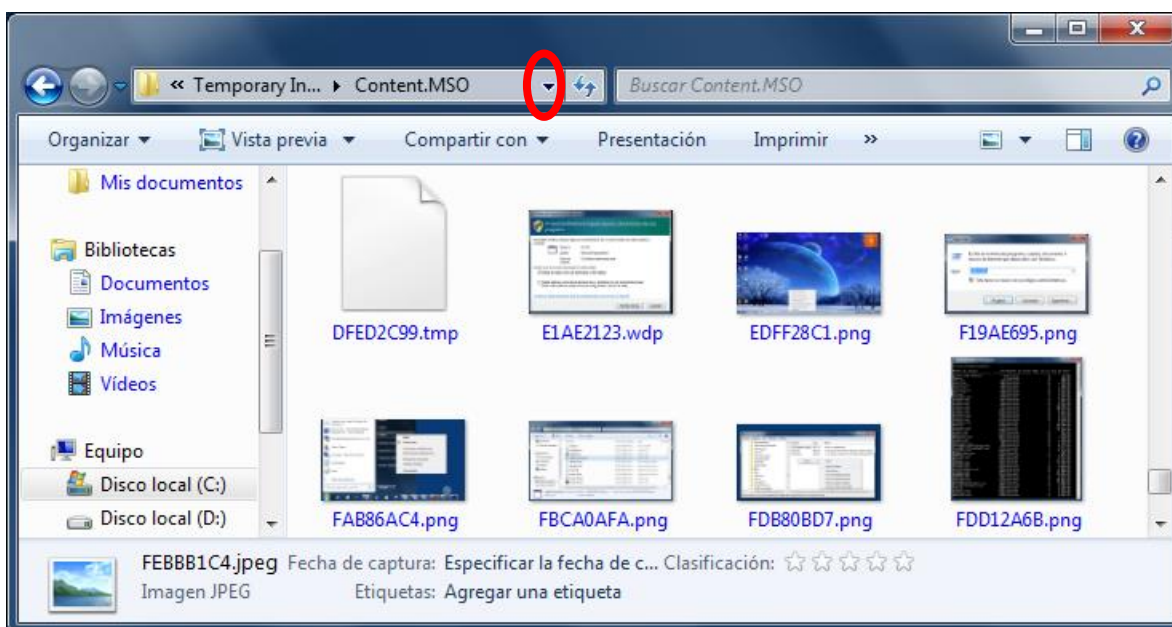 « Temporary In... ▸ Content.MSO
Buscar Content.MSO
Organizar Vista previa Compartir con Presentación Imprimir »
Mis documentos
Bibliotecas
Documentos
Imágenes
Música
Vídeos
Equipo
Disco local (C:)
Disco local (D:)
DFED2C99.tmp E1AE2123.wdp EDFF28C1.png F19AE695.png
FAB86AC4.png FBCA0AFA.png FDB80BD7.png FDD12A6B.png
FEBBB1C4.jpeg Fecha de captura: Especificar la fecha de c... Clasificación:
Imagen JPEG Etiquetas: Agregar una etiqueta